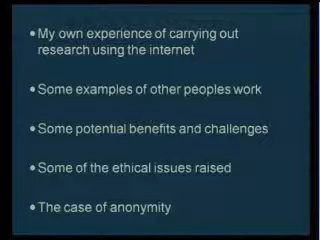 • My own experience of carrying out
research using the internet
• Some examples of other peoples work
• Some potential benefits and challenges
• Some of the ethical issues raised
• The case of anonymity